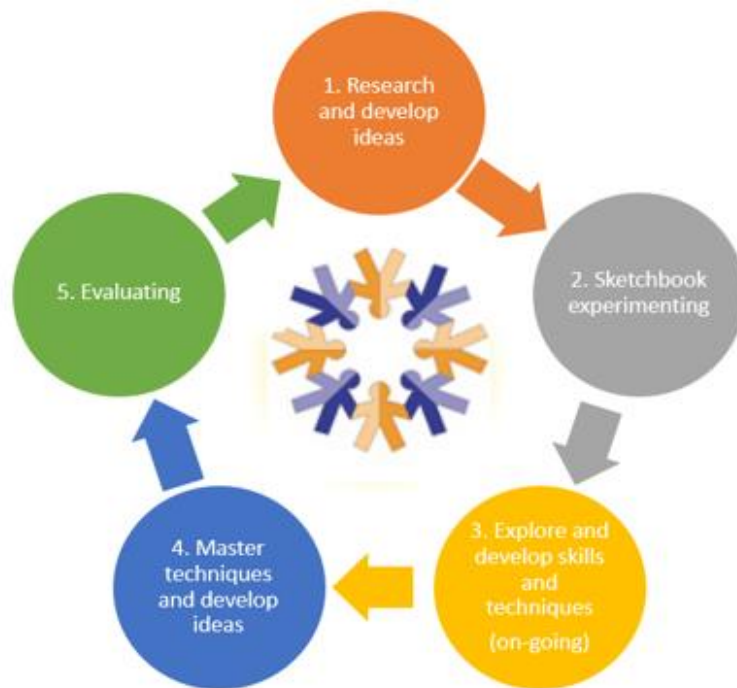 1. Research
and develop
ideas
2. Sketchbook
experimenting
3. Explore and
develop skills
and
techniques
(on-going)
4. Master
techniques
and develop
ideas
5. Evaluating